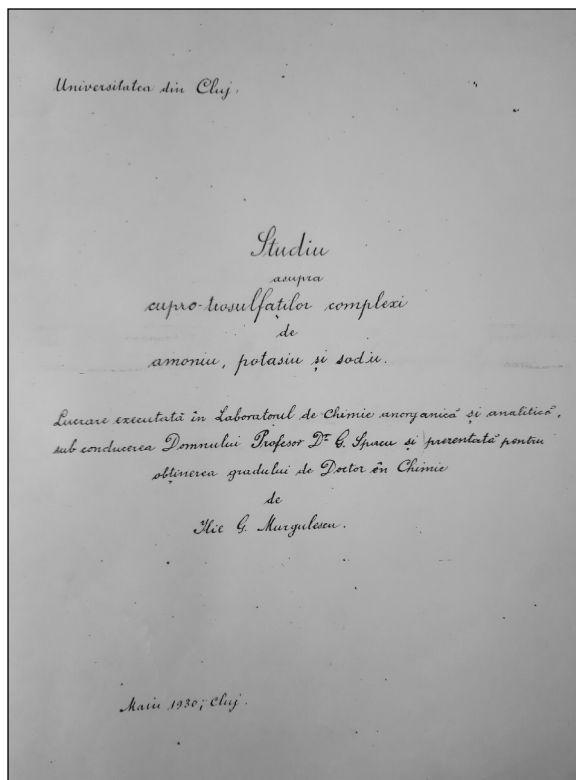 Universitatea din Cluj.
Studiu
asupra
cupro-tiosulfaților complexi
de
amoniu, potasiu și sodiu.
Lucrare executată în Laboratorul de Chimie anorganică și analitică,
sub conducerea Domnului Profesor Dr. G. Spacu și prezentată pentru
obținerea gradului de Doctor în Chimie
de
Ilie G. Murgulescu.
Maiu 1930, Cluj.